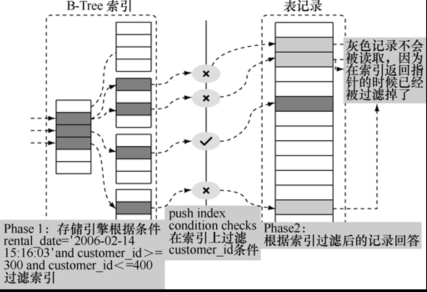 B-Tree 索引
表记录
灰色记录不会
被读取，因为
在索引返回指
针的时候已经
被过滤掉了
Phase 1：存储引擎根据条件
rental_date='2006-02-14
15:16:03'and customer_id>=
300 and customer_id<=400
过滤索引
push index
condition checks
在索引上过滤
customer_id条件
Phase2：
根据索引过滤后的记录回答